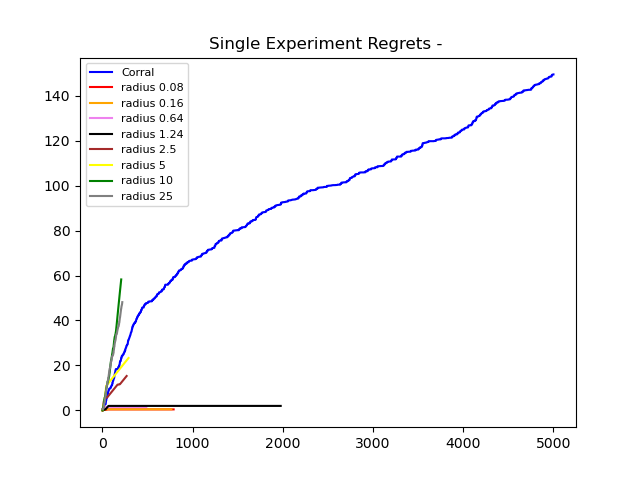 Single Experiment Regrets -
Corral
radius 0.08
radius 0.16
radius 0.64
radius 1.24
radius 2.5
radius 5
radius 10
radius 25
140
120
100
80
60
40
20
0
0 1000 2000 3000 4000 5000